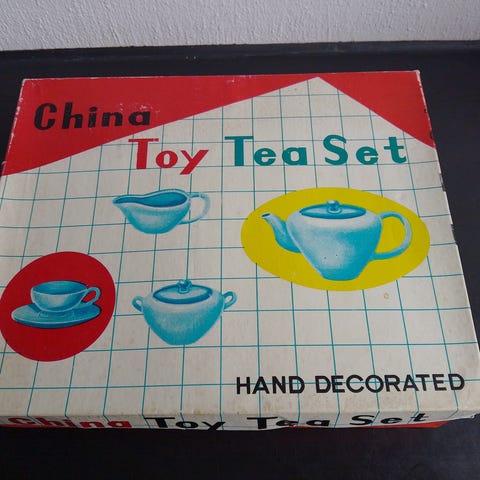 China
Toy Tea Set
HAND DECORATED
China Toy Tea Set